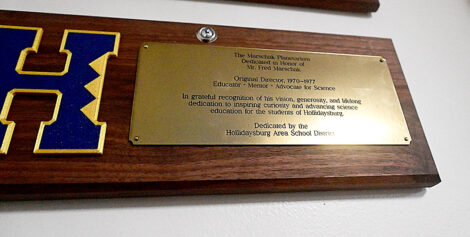 H
The Marschak Planetarium
Dedicated in Honor of
Mr. Fred Marschak
Original Director, 1970-1977
Educator • Mentor • Advocate for Science
In grateful recognition of his vision, generosity, and lifelong
dedication to inspiring curiosity and advancing science
education for the students of Hollidaysburg.
Dedicated by the
Hollidaysburg Area School District